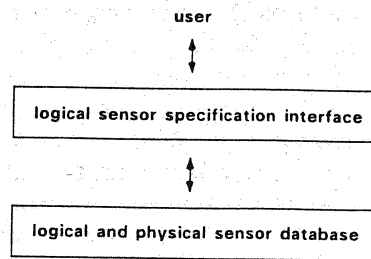 user
logical sensor specification interface
logical and physical sensor database